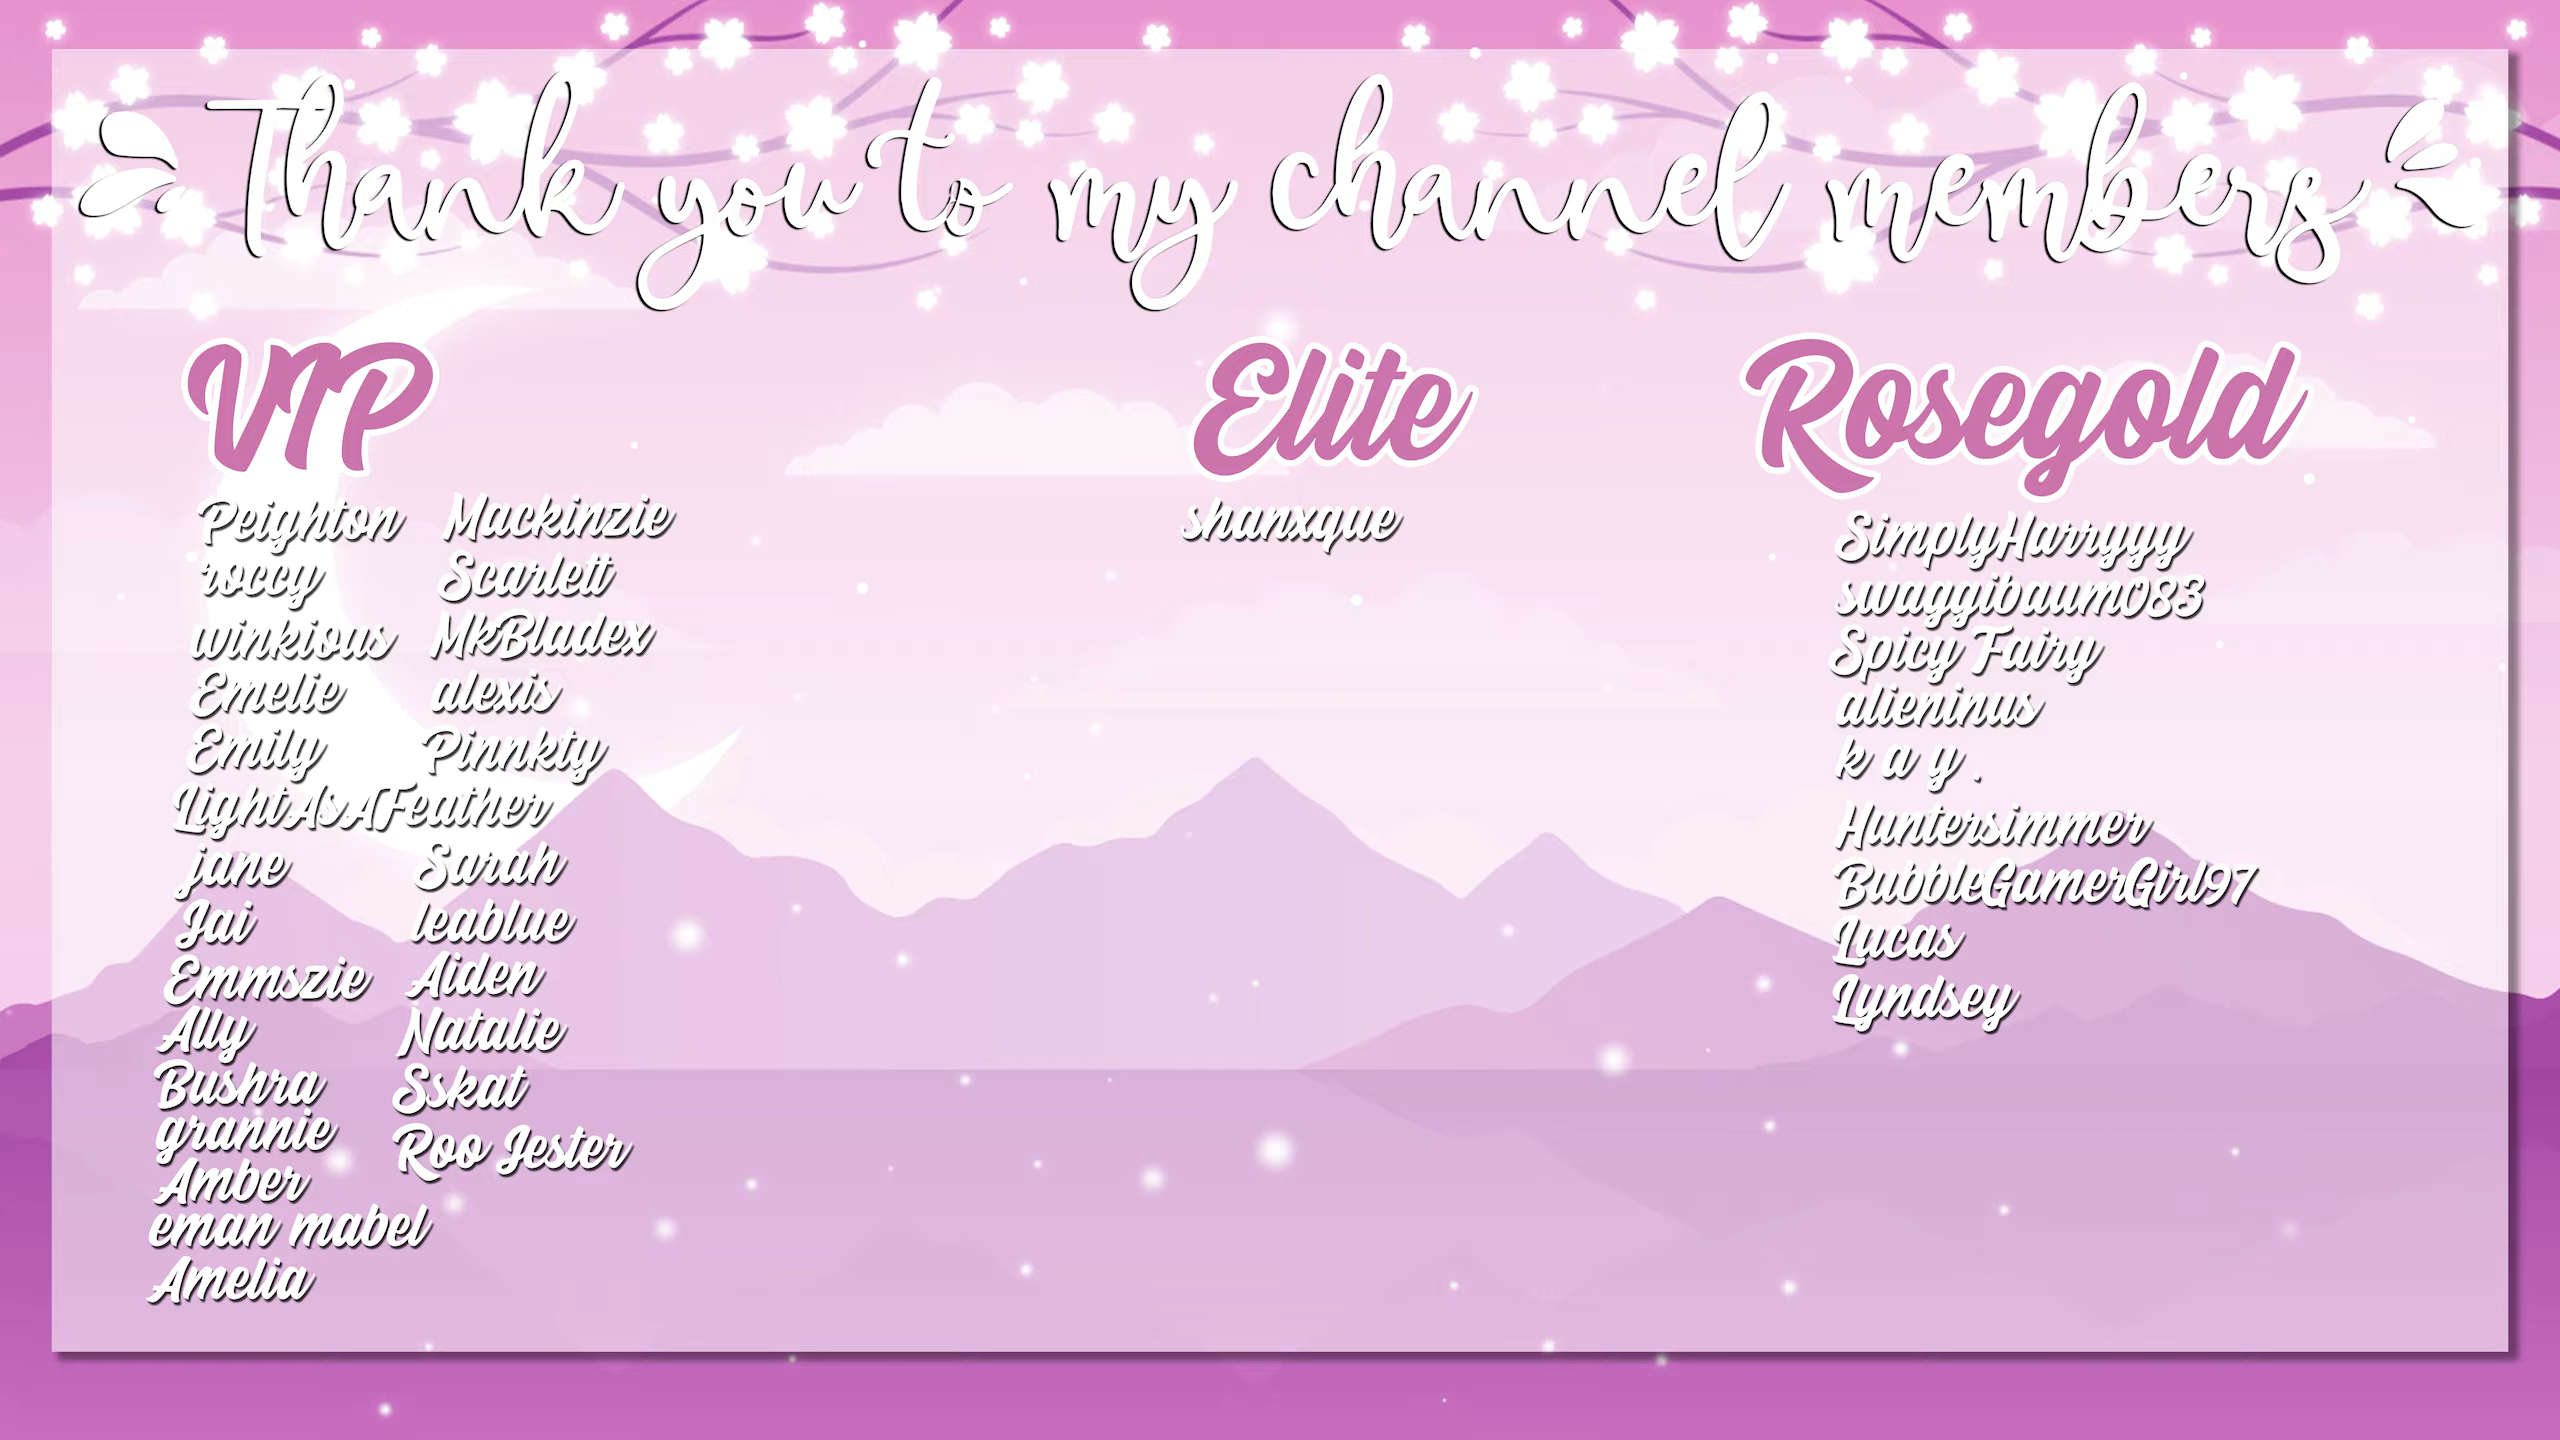 Thank you to my channel members
VIP
Peighton
roccy
winkious
Emelie
Emily
LightAsAFeather
jane
Jai
Emmszie
Ally
Bushra
grannie
Amber
eman mabel
Amelia
Mackinzie
Scarlett
MkBladex
alexis
Pinnkty
Sarah
leablue
Aiden
Natalie
Sskat
Roo Jester
Elite
shanxque
Rosegold
SimplyHarryyy
swaggibaum083
Spicy Fairy
alieninus
k a y .
Huntersimmer
BubbleGamerGirl97
Lucas
Lyndsey